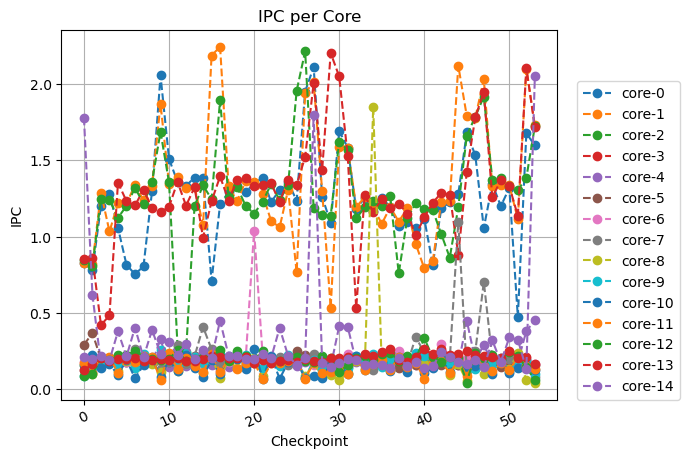 IPC per Core
IPC
2.0
1.5
1.0
0.5
0.0
0
10
20
30
40
50
Checkpoint
core-0
core-1
core-2
core-3
core-4
core-5
core-6
core-7
core-8
core-9
core-10
core-11
core-12
core-13
core-14